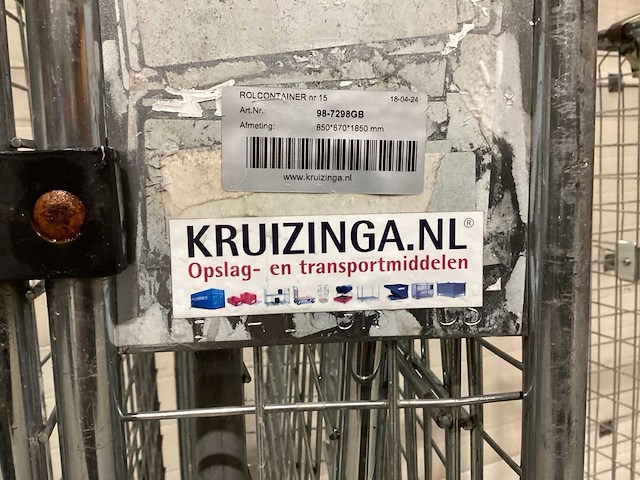 ROLCONTAINER nr 15 18-04-24
Art.Nr. 98-7298GB
Afmeting: 850*670*1850 mm
www.kruizinga.nl
KRUIZINGA.NL®
Opslag- en transportmiddelen